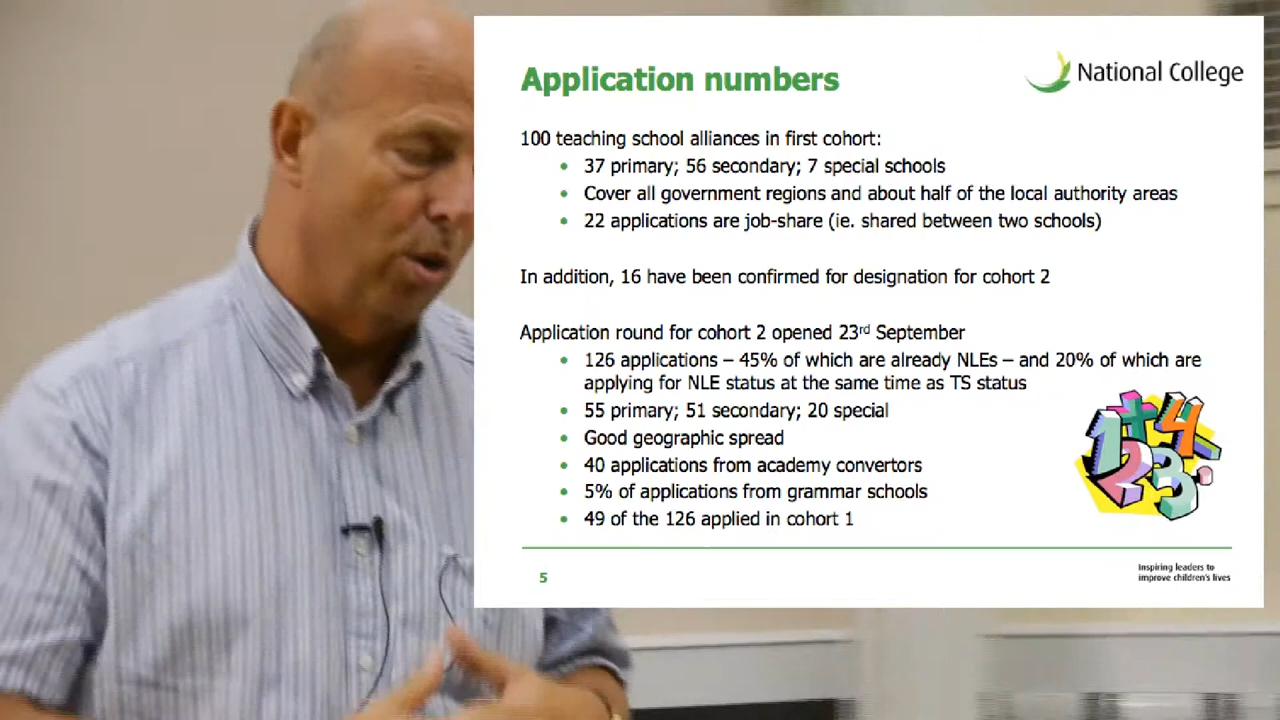 Application numbers
National College
100 teaching school alliances in first cohort:
• 37 primary; 56 secondary; 7 special schools
• Cover all government regions and about half of the local authority areas
• 22 applications are job-share (ie. shared between two schools)
In addition, 16 have been confirmed for designation for cohort 2
Application round for cohort 2 opened 23rd September
• 126 applications – 45% of which are already NLEs – and 20% of which are
applying for NLE status at the same time as TS status
• 55 primary; 51 secondary; 20 special
• Good geographic spread
• 40 applications from academy convertors
• 5% of applications from grammar schools
• 49 of the 126 applied in cohort 1
1 + 4
2 3
5
Inspiring leaders to
improve children's lives